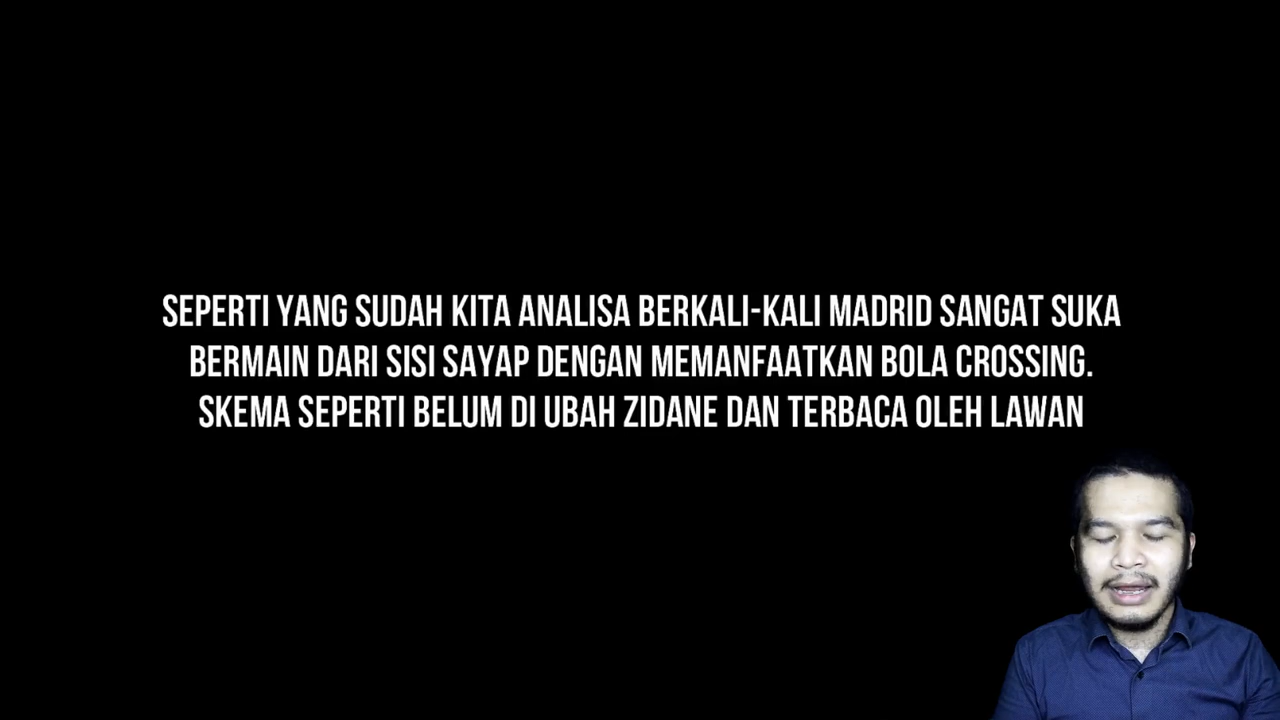 SEPERTI YANG SUDAH KITA ANALISA BERKALI-KALI MADRID SANGAT SUKA
BERMAIN DARI SISI SAYAP DENGAN MEMANFAATKAN BOLA CROSSING.
SKEMA SEPERTI BELUM DI UBAH ZIDANE DAN TERBACA OLEH LAWAN